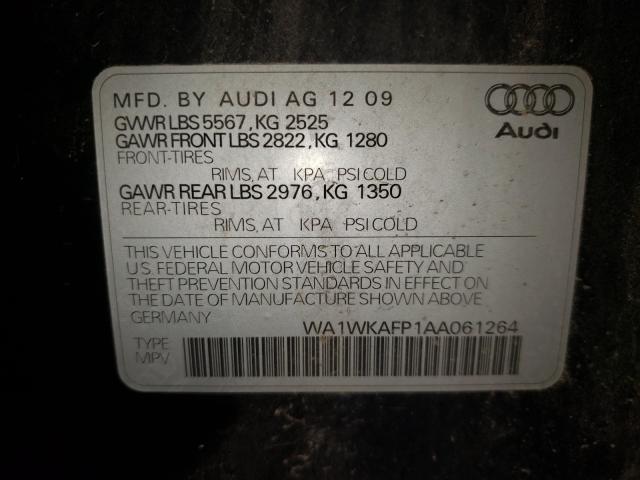 MFD. BY AUDI AG 12 09
GVWR LBS 5567, KG 2525
GAWR FRONT LBS 2822, KG 1280
FRONT-TIRES
RIMS, AT KPA PSI COLD
GAWR REAR LBS 2976, KG 1350
REAR-TIRES
RIMS, AT KPA PSI COLD
Audi
THIS VEHICLE CONFORMS TO ALL APPLICABLE
U.S. FEDERAL MOTOR VEHICLE SAFETY AND
THEFT PREVENTION STANDARDS IN EFFECT ON
THE DATE OF MANUFACTURE SHOWN ABOVE
GERMANY
WA1WKAFP1AA061264
TYPE
MPV